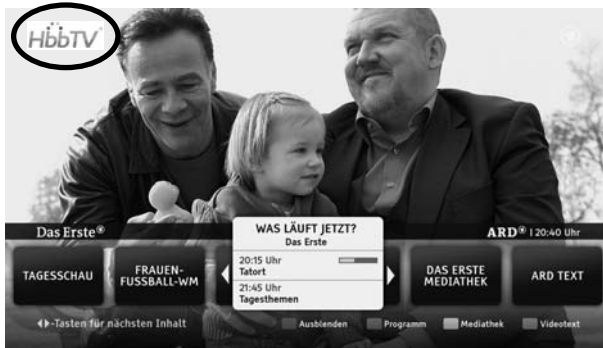 HbbTV
Das Erste
ARD | 20:40 Uhr
WAS LÄUFT JETZT?
Das Erste
20:15 Uhr
Tatort
21:45 Uhr
Tagesthemen
TAGESSCHAU
FRAUEN-
FUSSBALL-WM
DAS ERSTE
MEDIATHEK
ARD TEXT
-Tasten für nächsten Inhalt
Ausblenden
Programm
Mediathek
Videotext